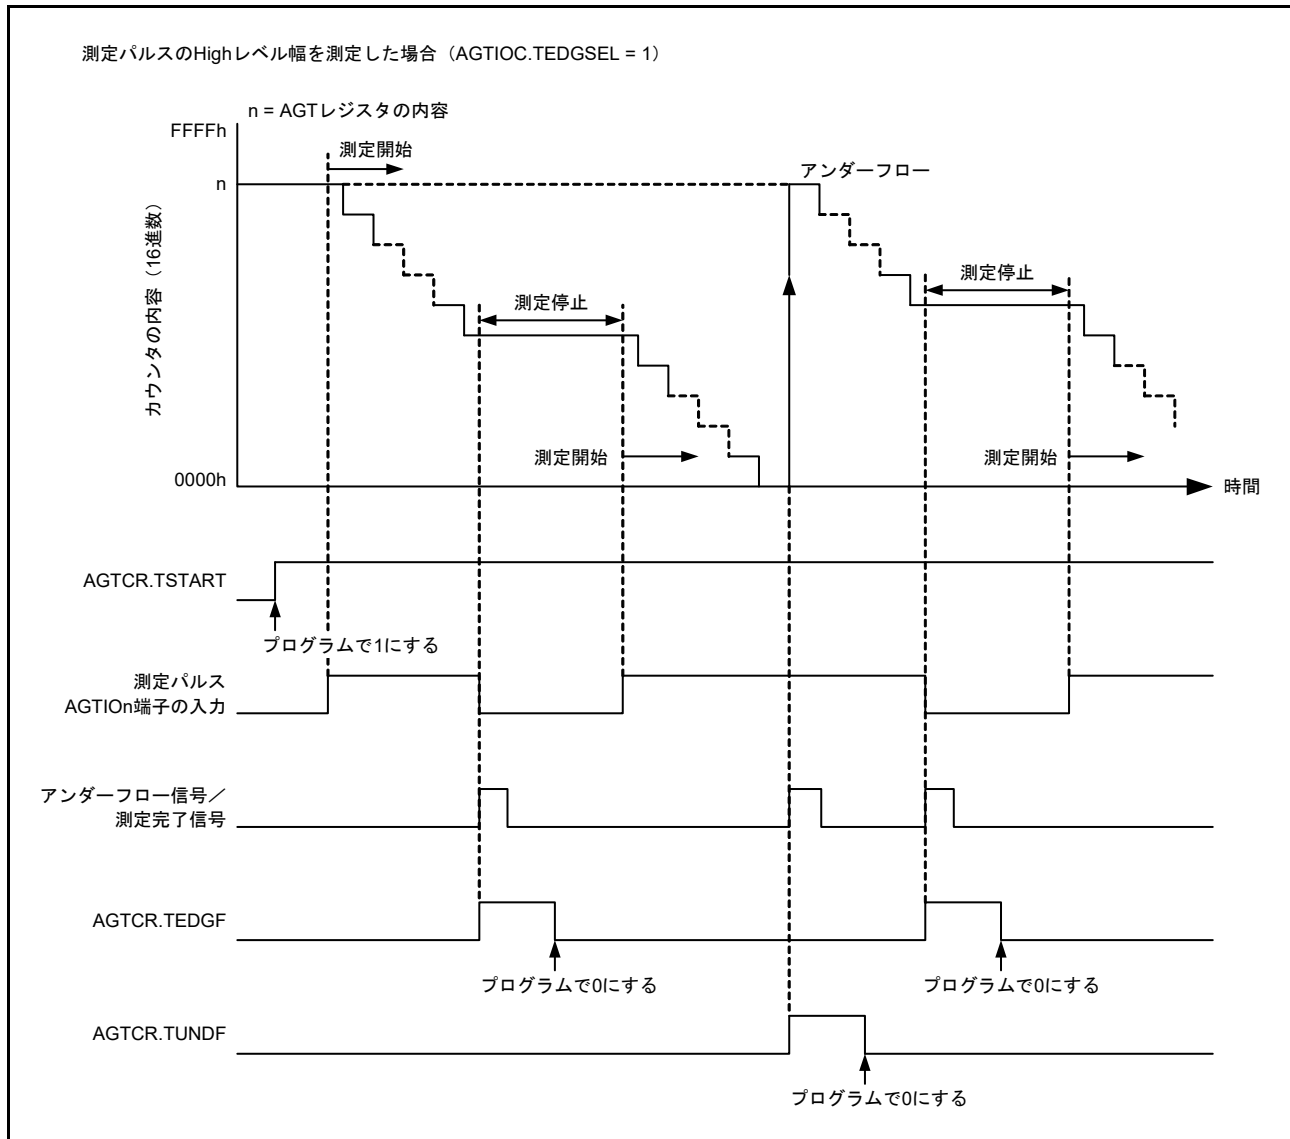 測定パルスのHighレベル幅を測定した場合（AGTIOC.TEDGSEL = 1）
n = AGTレジスタの内容
FFFFh
測定開始
アンダーフロー
n
カウンタの内容（16進数）
測定停止
測定停止
測定開始
測定開始
0000h
時間
AGTCR.TSTART
プログラムで1にする
測定パルス
AGTIOn端子の入力
アンダーフロー信号／
測定完了信号
AGTCR.TEDGF
プログラムで0にする
プログラムで0にする
AGTCR.TUNDF
プログラムで0にする